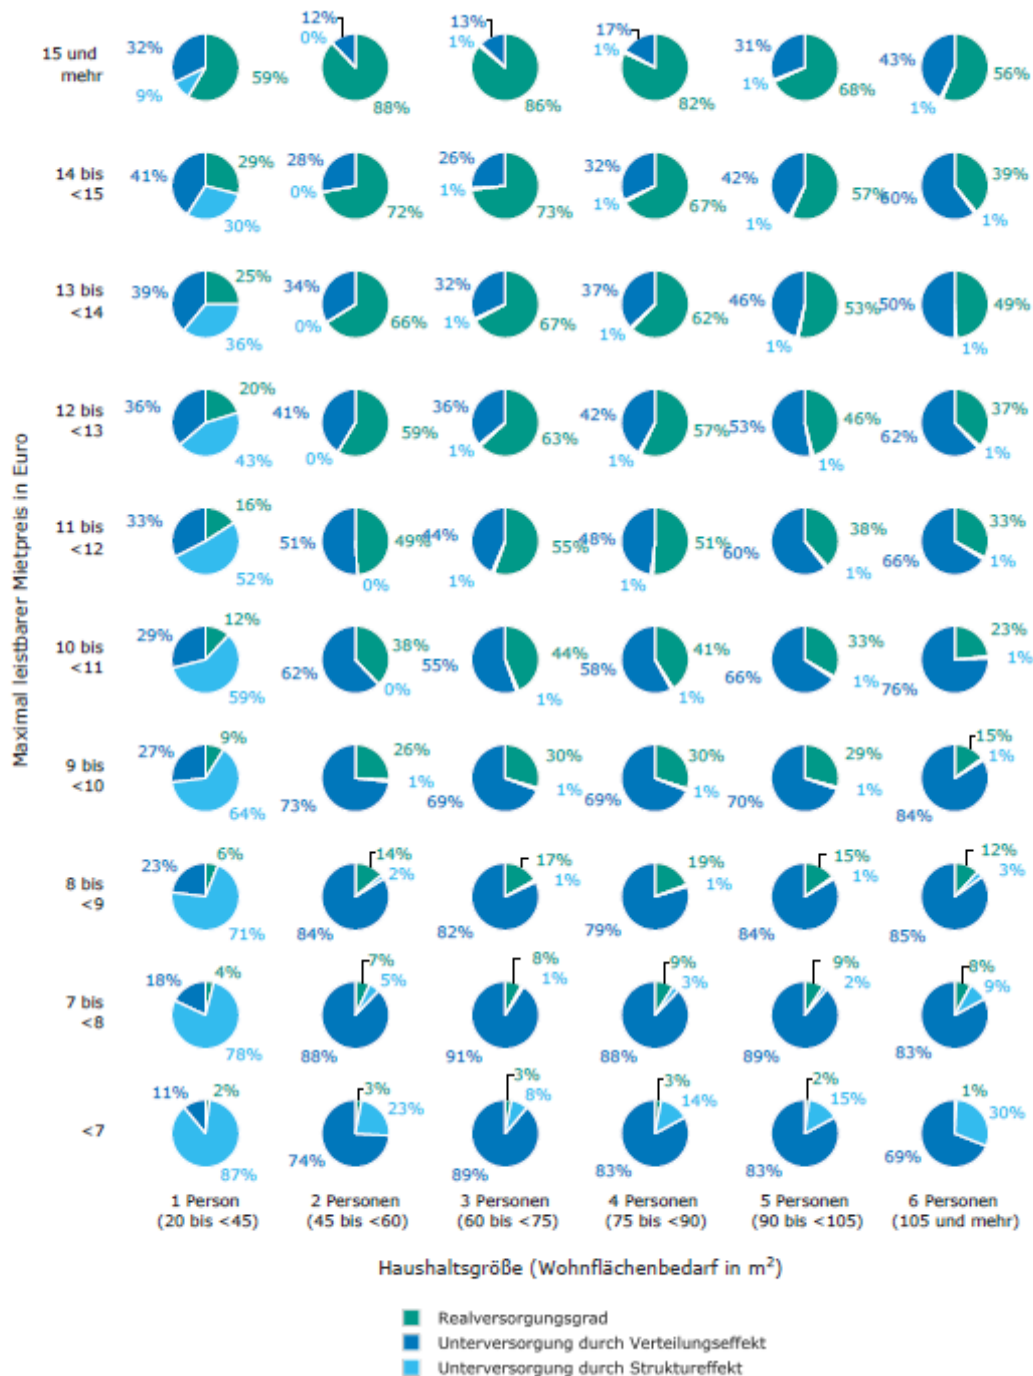 15 und mehr
32% 59% 9%
12% 0% 88%
13% 1% 86%
17% 1% 82%
31% 1% 68%
43% 1% 56%
14 bis <15
41% 29% 30%
28% 0% 72%
26% 1% 73%
32% 1% 67%
42% 1% 57%
60% 39% 1%
13 bis <14
39% 25% 36%
34% 0% 66%
32% 1% 67%
37% 1% 62%
46% 1% 53%
50% 49% 1%
12 bis <13
36% 20% 43%
41% 0% 59%
36% 1% 63%
42% 1% 57%
53% 46% 1%
62% 37% 1%
11 bis <12
33% 16% 52%
51% 49% 0%
44% 1% 55%
48% 1% 51%
60% 38% 1%
66% 33% 1%
10 bis <11
29% 12% 59%
62% 38% 0%
55% 44% 1%
58% 41% 1%
66% 33% 1%
76% 23% 1%
9 bis <10
27% 9% 64%
73% 26% 1%
69% 30% 1%
69% 30% 1%
70% 29% 1%
84% 15% 1%
8 bis <9
23% 6% 71%
84% 14% 2%
82% 17% 1%
79% 19% 1%
84% 15% 1%
85% 12% 3%
7 bis <8
18% 4% 78%
88% 7% 5%
91% 8% 1%
88% 9% 3%
89% 9% 2%
83% 8% 9%
<7
11% 2% 87%
74% 3% 23%
89% 3% 8%
83% 3% 14%
83% 2% 15%
69% 1% 30%
Maximal leistbarer Mietpreis in Euro
1 Person (20 bis <45)
2 Personen (45 bis <60)
3 Personen (60 bis <75)
4 Personen (75 bis <90)
5 Personen (90 bis <105)
6 Personen (105 und mehr)
Haushaltsgröße (Wohnflächenbedarf in m²)
Realversorgungsgrad
Unterversorgung durch Verteilungseffekt
Unterversorgung durch Struktureffekt